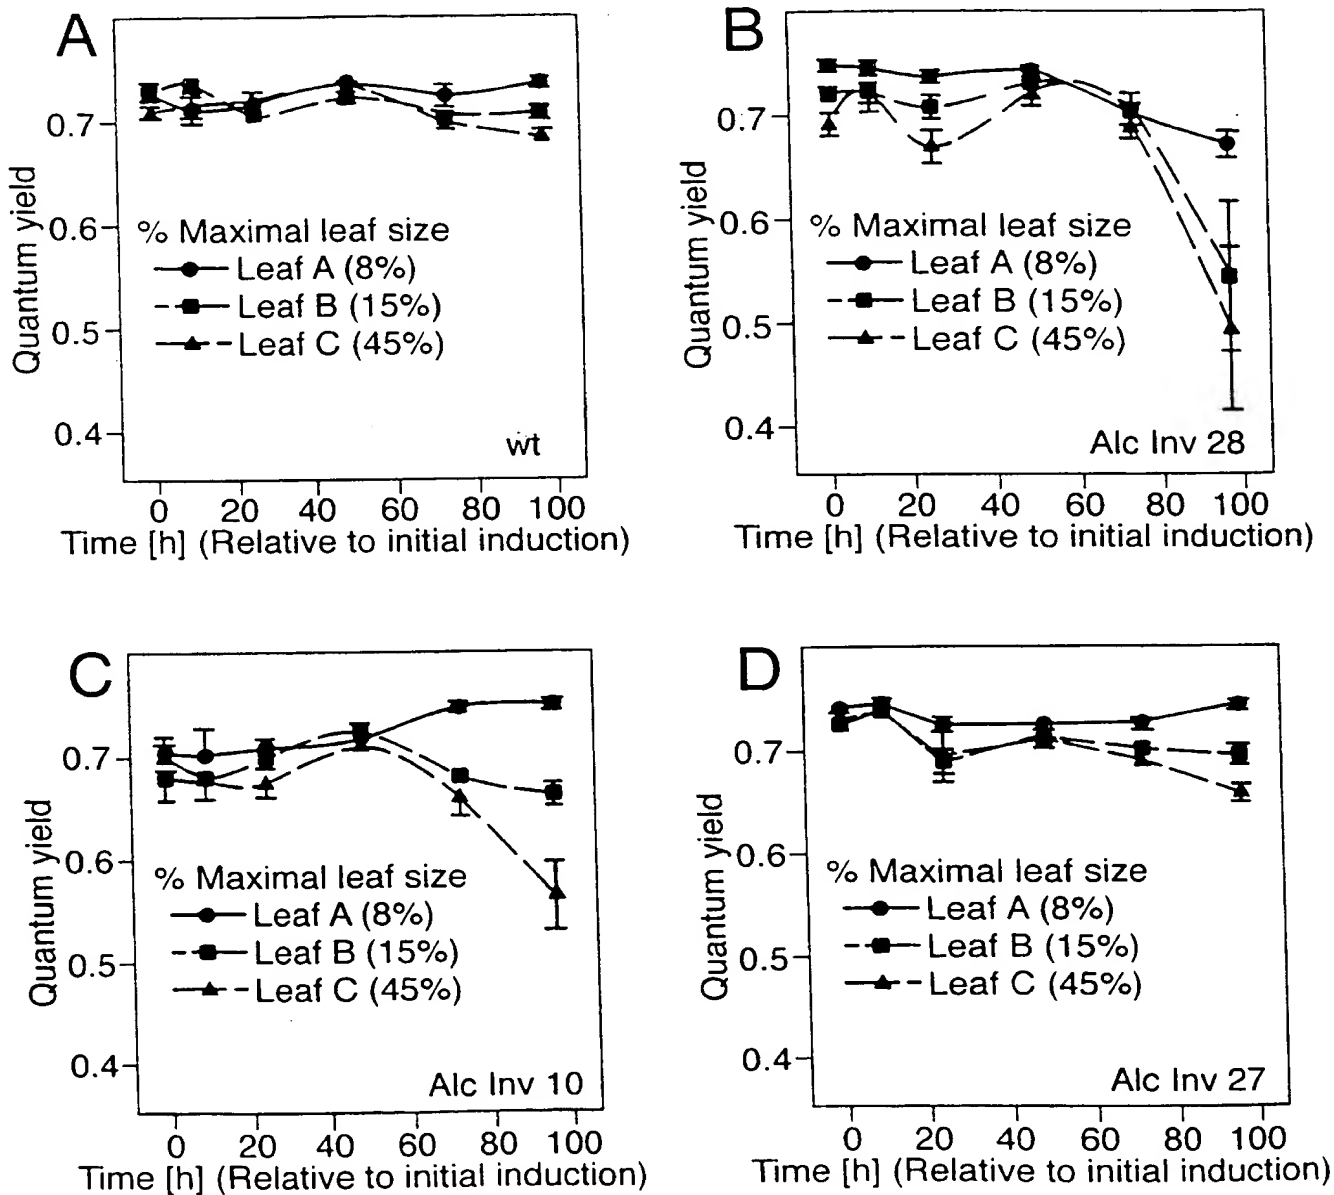 A
Quantum yield
0.7
0.6
0.5
0.4
% Maximal leaf size
Leaf A (8%)
Leaf B (15%)
Leaf C (45%)
wt
0 20 40 60 80 100
Time [h] (Relative to initial induction)
B
Quantum yield
0.7
0.6
0.5
0.4
% Maximal leaf size
Leaf A (8%)
Leaf B (15%)
Leaf C (45%)
Alc Inv 28
0 20 40 60 80 100
Time [h] (Relative to initial induction)
C
Quantum yield
0.7
0.6
0.5
0.4
% Maximal leaf size
Leaf A (8%)
Leaf B (15%)
Leaf C (45%)
Alc Inv 10
0 20 40 60 80 100
Time [h] (Relative to initial induction)
D
Quantum yield
0.7
0.6
0.5
0.4
% Maximal leaf size
Leaf A (8%)
Leaf B (15%)
Leaf C (45%)
Alc Inv 27
0 20 40 60 80 100
Time [h] (Relative to initial induction)